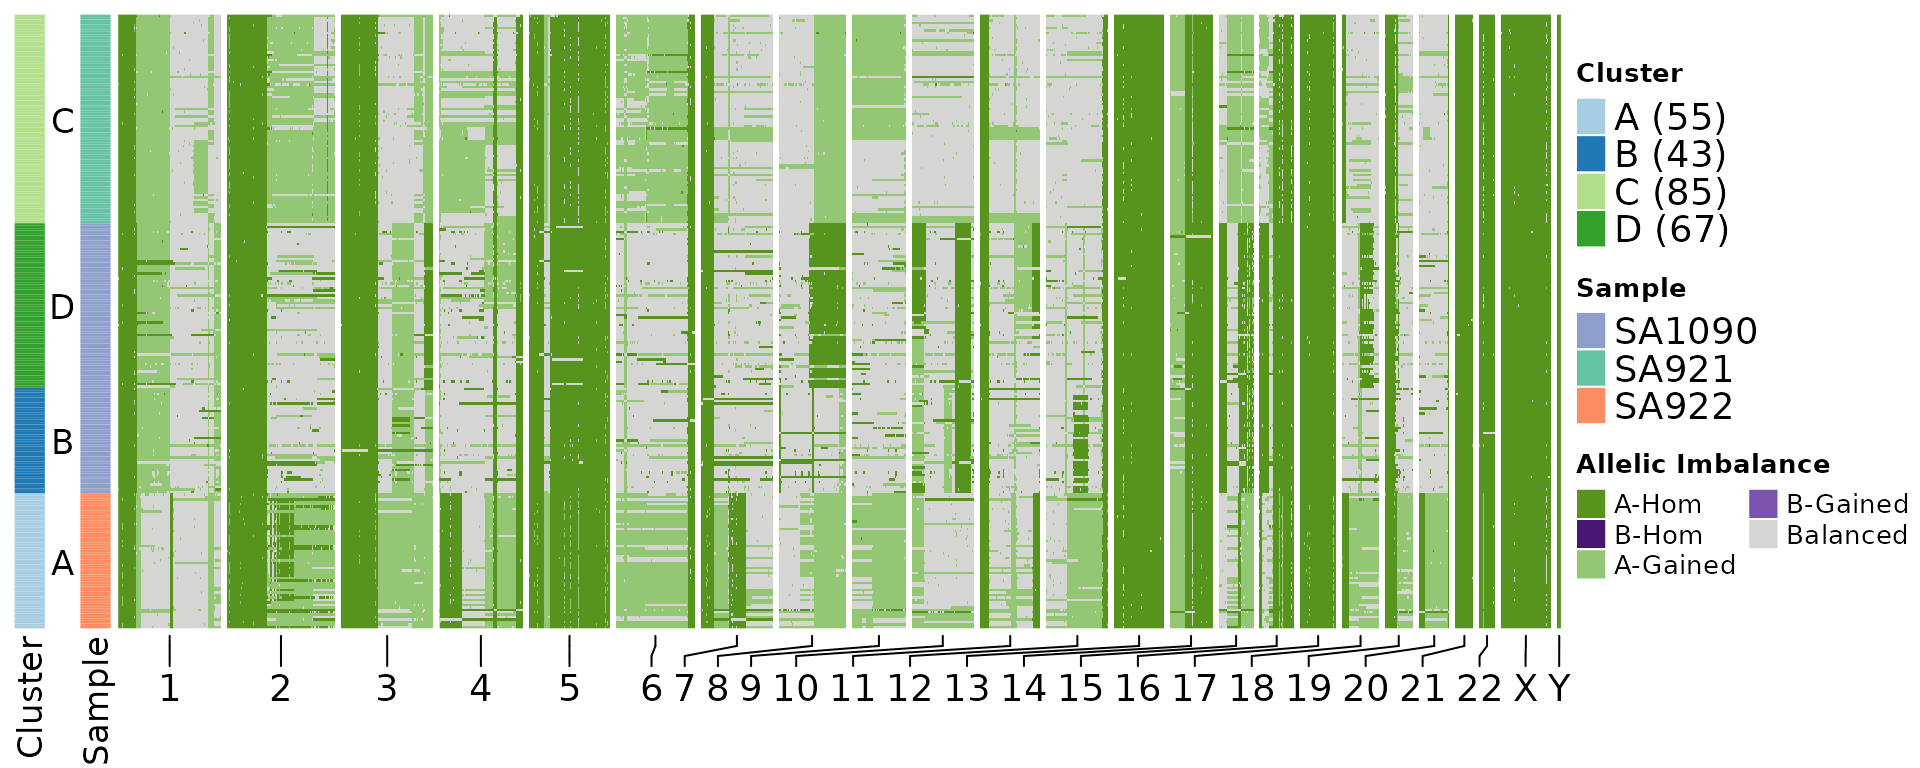 C
D
B
A
Cluster
Sample
1 2 3 4 5 6 7 8 9 10 11 12 13 14 15 16 17 18 19 20 21 22 X Y
Cluster
A (55)
B (43)
C (85)
D (67)
Sample
SA1090
SA921
SA922
Allelic Imbalance
A-Hom B-Gained
B-Hom Balanced
A-Gained